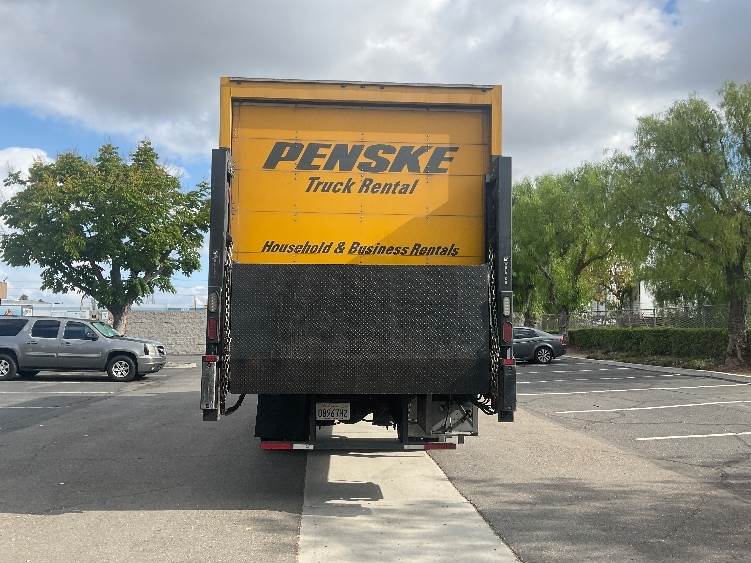 PENSKE
Truck Rental
Household & Business Rentals